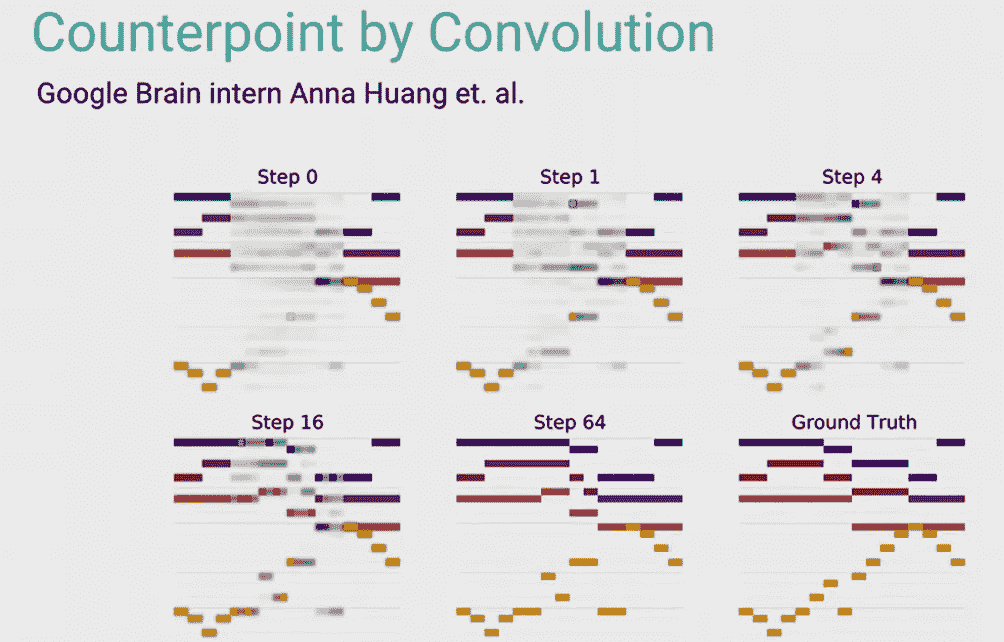 Counterpoint by Convolution
Google Brain intern Anna Huang et. al.
Step 0
Step 1
Step 4
Step 16
Step 64
Ground Truth